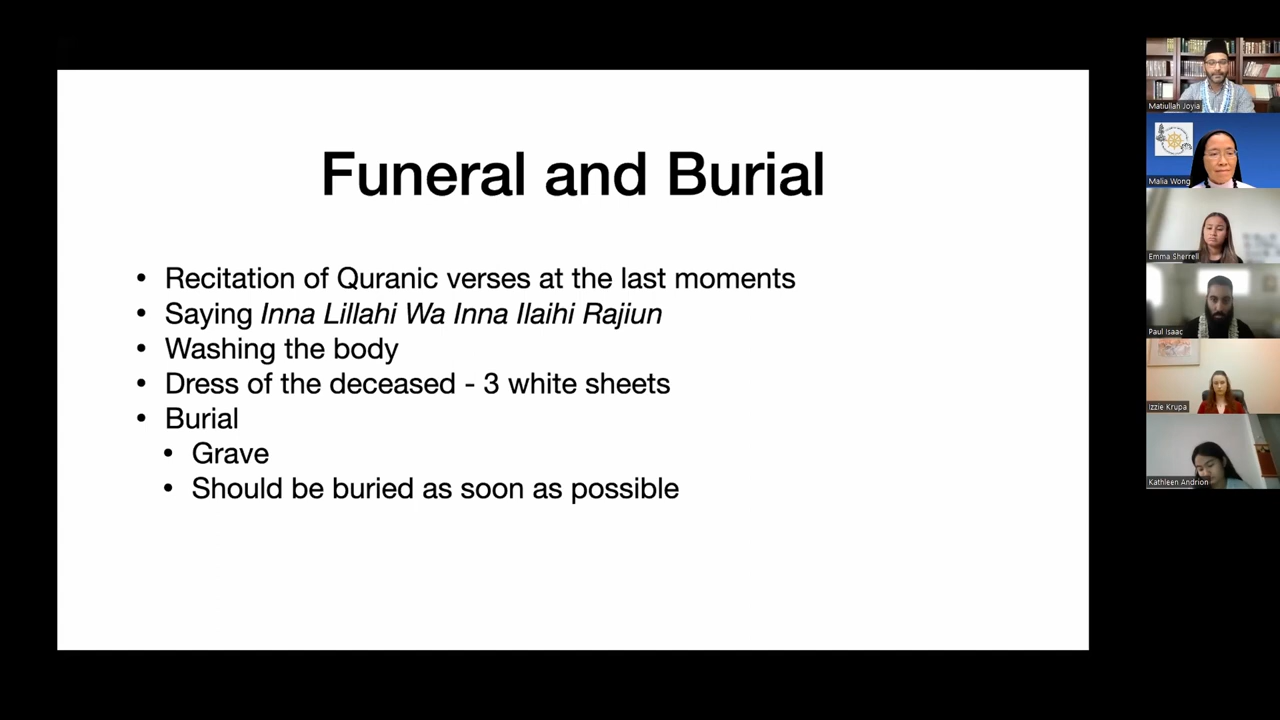 Funeral and Burial
• Recitation of Quranic verses at the last moments
• Saying Inna Lillahi Wa Inna Ilaihi Rajiun
• Washing the body
• Dress of the deceased - 3 white sheets
• Burial
• Grave
• Should be buried as soon as possible
Matiullah Joyia
Malia Wong
Emma Sherrell
Paul Isaac
Izzie Krupa
Kathleen Andrion